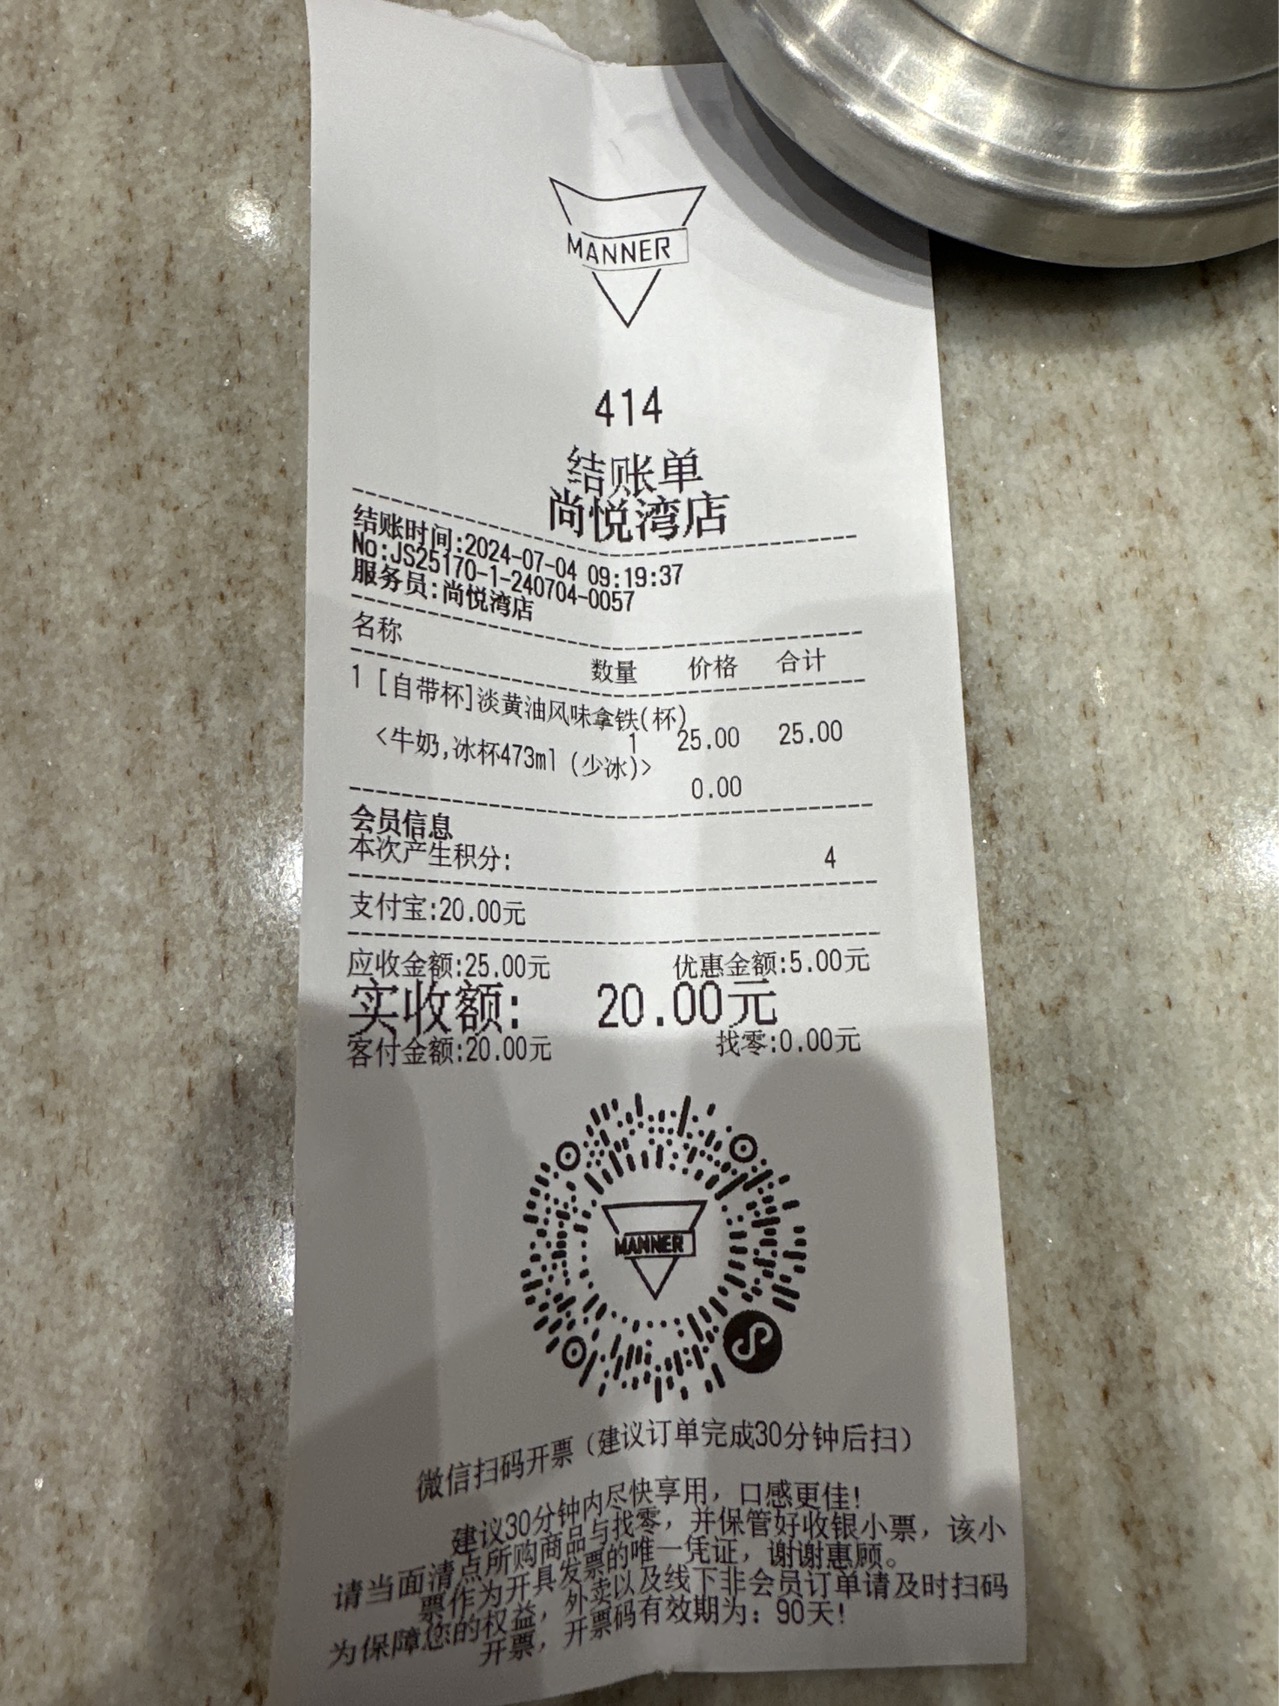 MANNER
414
结账单
尚悦湾店
结账时间:2024-07-04 09:19:37
No:JS25170-1-240704-0057
服务员:尚悦湾店
名称 数量 价格 合计
1 [自带杯]淡黄油风味拿铁(杯)
1 25.00 25.00
<牛奶,冰杯473ml (少冰)>
0.00
会员信息
本次产生积分: 4
支付宝:20.00元
应收金额:25.00元 优惠金额:5.00元
实收额: 20.00元
客付金额:20.00元 找零:0.00元
MANNER
微信扫码开票（建议订单完成30分钟后扫）
建议30分钟内尽快享用，口感更佳!
请当面清点所购商品与找零，并保管好收银小票，该小
票作为开具发票的唯一凭证，谢谢惠顾。
为保障您的权益，外卖以及线下非会员订单请及时扫码
开票，开票码有效期为：90天!